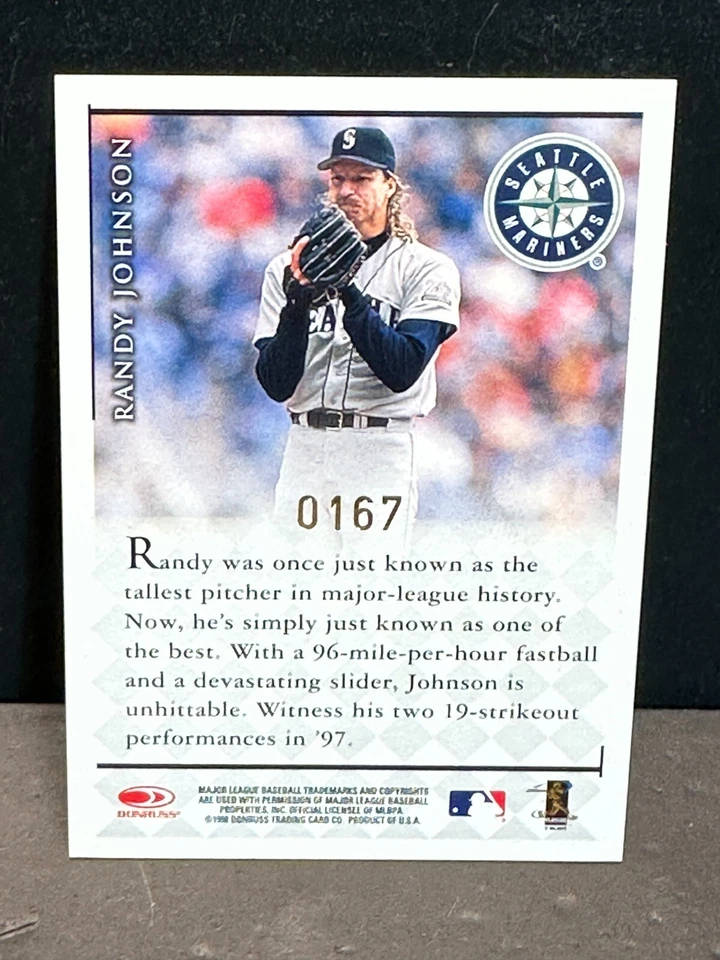 RANDY JOHNSON
SEATTLE
MARINERS
®
S
0167
Randy was once just known as the
tallest pitcher in major-league history.
Now, he's simply just known as one of
the best. With a 96-mile-per-hour fastball
and a devastating slider, Johnson is
unhittable. Witness his two 19-strikeout
performances in '97.
DONRUSS
MAJOR LEAGUE BASEBALL TRADEMARKS AND COPYRIGHTS
ARE USED WITH PERMISSION OF MAJOR LEAGUE BASEBALL
PROPERTIES, INC. OFFICIAL LICENSEE OF MLBPA.
©1998 DONRUSS TRADING CARD CO. PRODUCT OF U.S.A.